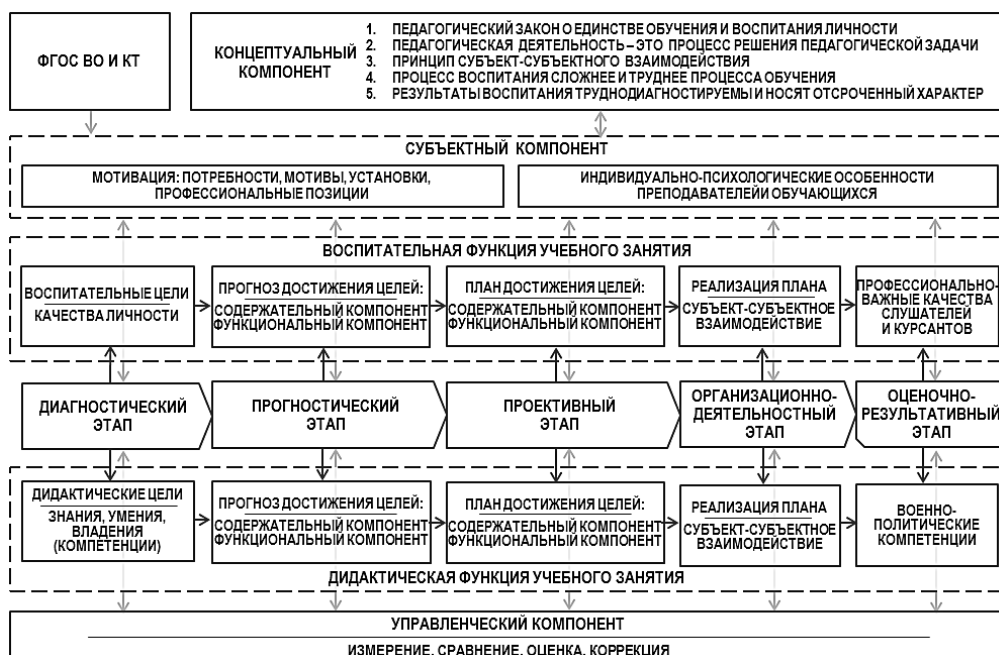 ФГОС ВО И КТ
КОНЦЕПТУАЛЬНЫЙ
КОМПОНЕНТ
1. ПЕДАГОГИЧЕСКИЙ ЗАКОН О ЕДИНСТВЕ ОБУЧЕНИЯ И ВОСПИТАНИЯ ЛИЧНОСТИ
2. ПЕДАГОГИЧЕСКАЯ ДЕЯТЕЛЬНОСТЬ – ЭТО ПРОЦЕСС РЕШЕНИЯ ПЕДАГОГИЧЕСКОЙ ЗАДАЧИ
3. ПРИНЦИП СУБЪЕКТ-СУБЪЕКТНОГО ВЗАИМОДЕЙСТВИЯ
4. ПРОЦЕСС ВОСПИТАНИЯ СЛОЖНЕЕ И ТРУДНЕЕ ПРОЦЕССА ОБУЧЕНИЯ
5. РЕЗУЛЬТАТЫ ВОСПИТАНИЯ ТРУДНОДИАГНОСТИРУЕМЫ И НОСЯТ ОТСРОЧЕННЫЙ ХАРАКТЕР
СУБЪЕКТНЫЙ КОМПОНЕНТ
МОТИВАЦИЯ: ПОТРЕБНОСТИ, МОТИВЫ, УСТАНОВКИ,
ПРОФЕССИОНАЛЬНЫЕ ПОЗИЦИИ
ИНДИВИДУАЛЬНО-ПСИХОЛОГИЧЕСКИЕ ОСОБЕННОСТИ
ПРЕПОДАВАТЕЛЕЙ И ОБУЧАЮЩИХСЯ
ВОСПИТАТЕЛЬНАЯ ФУНКЦИЯ УЧЕБНОГО ЗАНЯТИЯ
ВОСПИТАТЕЛЬНЫЕ ЦЕЛИ
КАЧЕСТВА ЛИЧНОСТИ
ПРОГНОЗ ДОСТИЖЕНИЯ ЦЕЛЕЙ:
СОДЕРЖАТЕЛЬНЫЙ КОМПОНЕНТ
ФУНКЦИОНАЛЬНЫЙ КОМПОНЕНТ
ПЛАН ДОСТИЖЕНИЯ ЦЕЛЕЙ:
СОДЕРЖАТЕЛЬНЫЙ КОМПОНЕНТ
ФУНКЦИОНАЛЬНЫЙ КОМПОНЕНТ
РЕАЛИЗАЦИЯ ПЛАНА
СУБЪЕКТ-СУБЪЕКТНОЕ
ВЗАИМОДЕЙСТВИЕ
ПРОФЕССИОНАЛЬНО-
ВАЖНЫЕ КАЧЕСТВА
СЛУШАТЕЛЕЙ
И КУРСАНТОВ
ДИАГНОСТИЧЕСКИЙ
ЭТАП
ПРОГНОСТИЧЕСКИЙ
ЭТАП
ПРОЕКТИВНЫЙ
ЭТАП
ОРГАНИЗАЦИОННО-
ДЕЯТЕЛЬНОСТНЫЙ
ЭТАП
ОЦЕНОЧНО-
РЕЗУЛЬТАТИВНЫЙ
ЭТАП
ДИДАКТИЧЕСКИЕ ЦЕЛИ
ЗНАНИЯ, УМЕНИЯ,
ВЛАДЕНИЯ
(КОМПЕТЕНЦИИ)
ПРОГНОЗ ДОСТИЖЕНИЯ ЦЕЛЕЙ:
СОДЕРЖАТЕЛЬНЫЙ КОМПОНЕНТ
ФУНКЦИОНАЛЬНЫЙ КОМПОНЕНТ
ПЛАН ДОСТИЖЕНИЯ ЦЕЛЕЙ:
СОДЕРЖАТЕЛЬНЫЙ КОМПОНЕНТ
ФУНКЦИОНАЛЬНЫЙ КОМПОНЕНТ
РЕАЛИЗАЦИЯ ПЛАНА
СУБЪЕКТ-СУБЪЕКТНОЕ
ВЗАИМОДЕЙСТВИЕ
ВОЕННО-
ПОЛИТИЧЕСКИЕ
КОМПЕТЕНЦИИ
ДИДАКТИЧЕСКАЯ ФУНКЦИЯ УЧЕБНОГО ЗАНЯТИЯ
УПРАВЛЕНЧЕСКИЙ КОМПОНЕНТ
ИЗМЕРЕНИЕ, СРАВНЕНИЕ, ОЦЕНКА, КОРРЕКЦИЯ